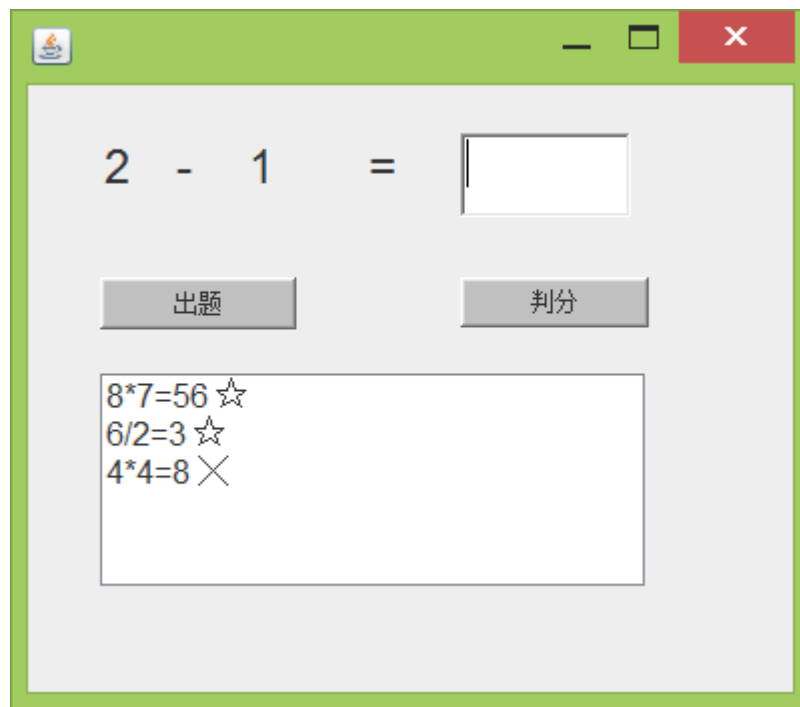 2 - 1 =
出题 判分
8*7=56 ☆
6/2=3 ☆
4*4=8 ╳